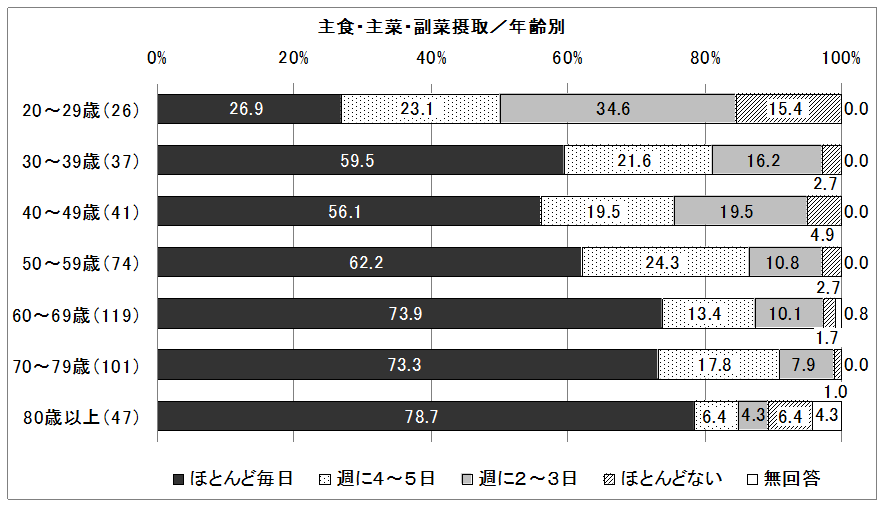 主食・主菜・副菜摂取／年齢別
0% 20% 40% 60% 80% 100%
20～29歳(26) 26.9 23.1 34.6 15.4 0.0
30～39歳(37) 59.5 21.6 16.2 0.0
2.7
40～49歳(41) 56.1 19.5 19.5 0.0
4.9
50～59歳(74) 62.2 24.3 10.8 0.0
2.7
60～69歳(119) 73.9 13.4 10.1 0.8
1.7
70～79歳(101) 73.3 17.8 7.9 0.0
1.0
80歳以上(47) 78.7 6.4 4.3 6.4 4.3
ほとんど毎日 週に4～5日 週に2～3日 ほとんどない 無回答